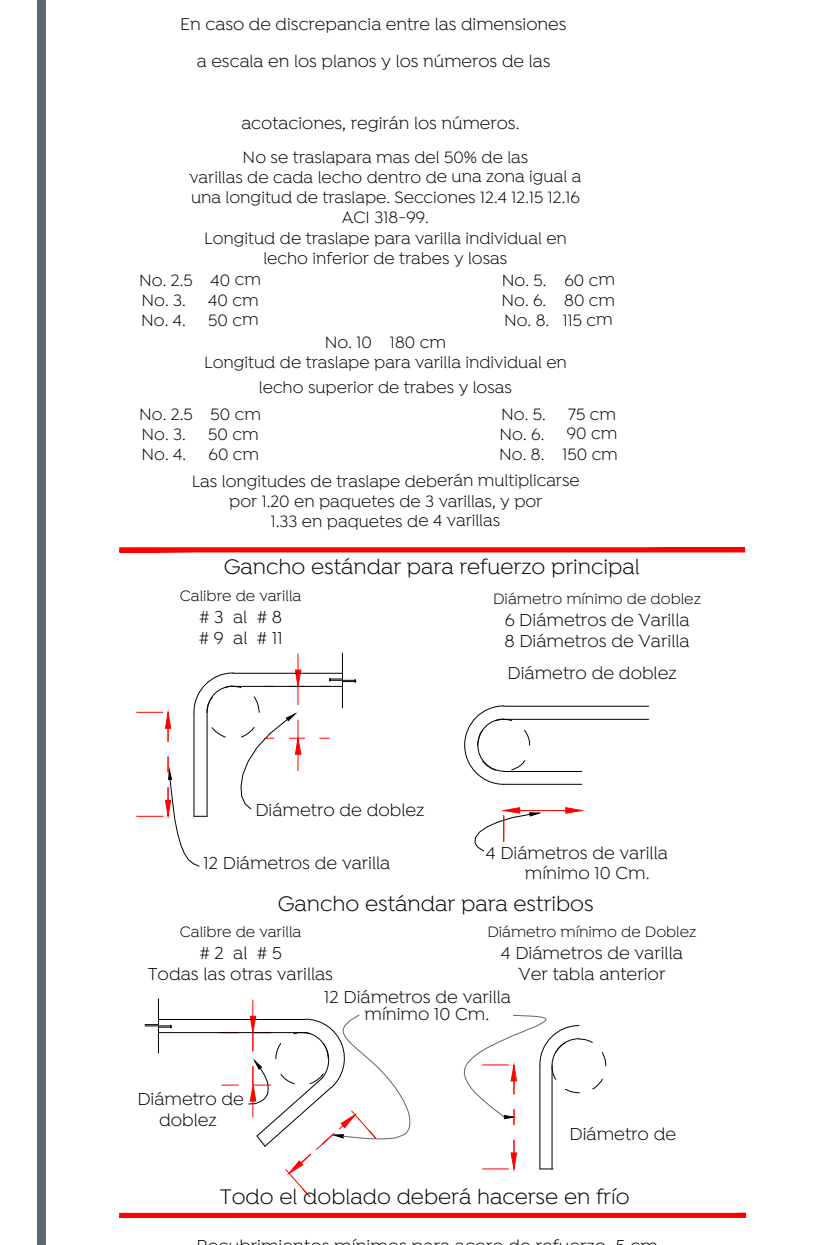 En caso de discrepancia entre las dimensiones
a escala en los planos y los números de las
acotaciones, regirán los números.
No se traslapara mas del 50% de las
varillas de cada lecho dentro de una zona igual a
una longitud de traslape. Secciones 12.4 12.15 12.16
ACI 318-99.
Longitud de traslape para varilla individual en
lecho inferior de trabes y losas
No. 2.5 40 cm No. 5. 60 cm
No. 3. 40 cm No. 6. 80 cm
No. 4. 50 cm No. 8. 115 cm
No. 10 180 cm
Longitud de traslape para varilla individual en
lecho superior de trabes y losas
No. 2.5 50 cm No. 5. 75 cm
No. 3. 50 cm No. 6. 90 cm
No. 4. 60 cm No. 8. 150 cm
Las longitudes de traslape deberán multiplicarse
por 1.20 en paquetes de 3 varillas, y por
1.33 en paquetes de 4 varillas
Gancho estándar para refuerzo principal
Calibre de varilla Diámetro mínimo de doblez
# 3 al # 8 6 Diámetros de Varilla
# 9 al # 11 8 Diámetros de Varilla
Diámetro de doblez
Diámetro de doblez
12 Diámetros de varilla
4 Diámetros de varilla
mínimo 10 Cm.
Gancho estándar para estribos
Calibre de varilla Diámetro mínimo de Doblez
# 2 al # 5 4 Diámetros de varilla
Todas las otras varillas Ver tabla anterior
12 Diámetros de varilla
mínimo 10 Cm.
Diámetro de
doblez
Diámetro de
Todo el doblado deberá hacerse en frío
Recubrimientos mínimos para acero de refuerzo 5 cm